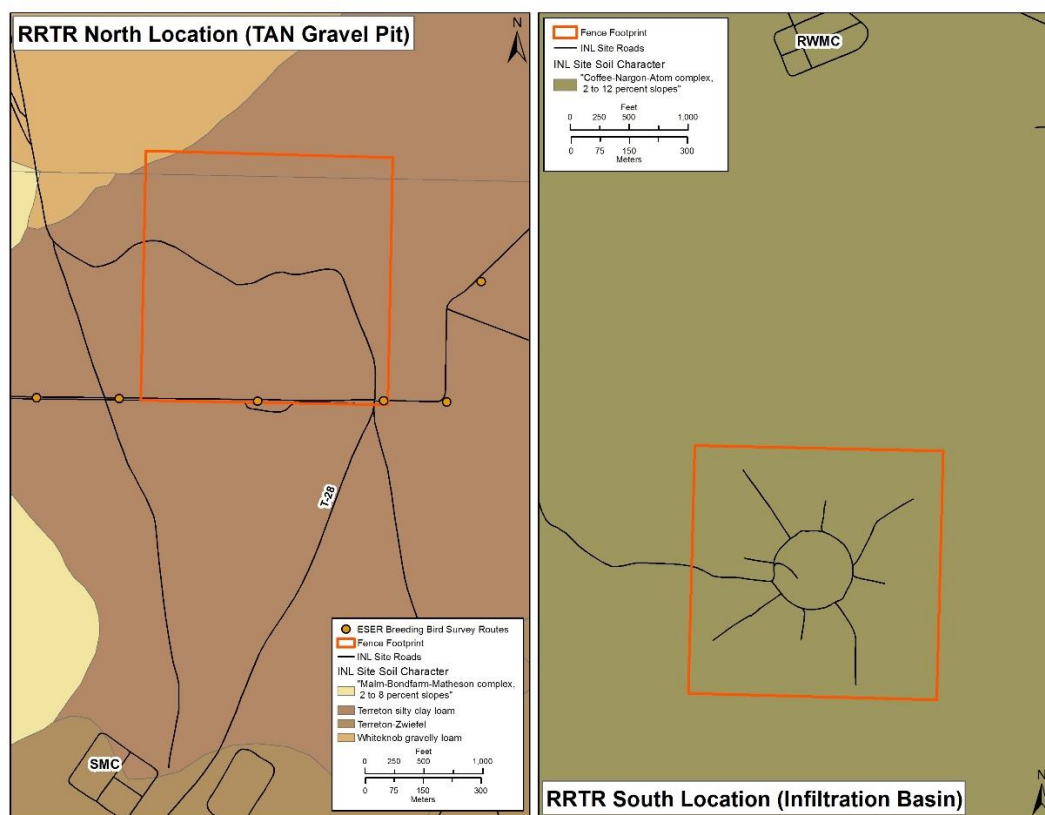 RRTR North Location (TAN Gravel Pit)
N
T-28
SMC
ESER Breeding Bird Survey Routes
Fence Footprint
INL Site Roads
INL Site Soil Character
"Malm-Bondfarm-Matheson complex,
2 to 8 percent slopes"
Terreton silty clay loam
Terreton-Zwiefel
Whiteknob gravelly loam
Feet
0 250 500 1,000
0 75 150 300
Meters
Fence Footprint
INL Site Roads
INL Site Soil Character
"Coffee-Nargon-Atom complex,
2 to 12 percent slopes"
Feet
0 250 500 1,000
0 75 150 300
Meters
RWMC
N
RRTR South Location (Infiltration Basin)